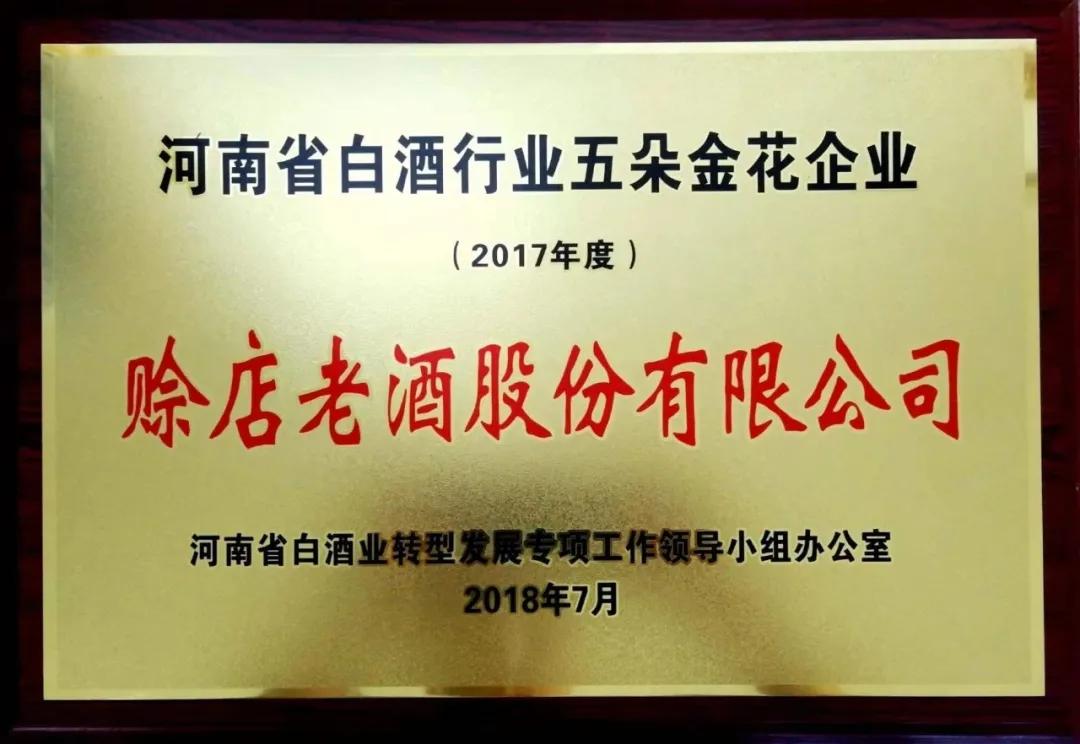 河南省白酒行业五朵金花企业
（2017年度）
赊店老酒股份有限公司
河南省白酒业转型发展专项工作领导小组办公室
2018年7月